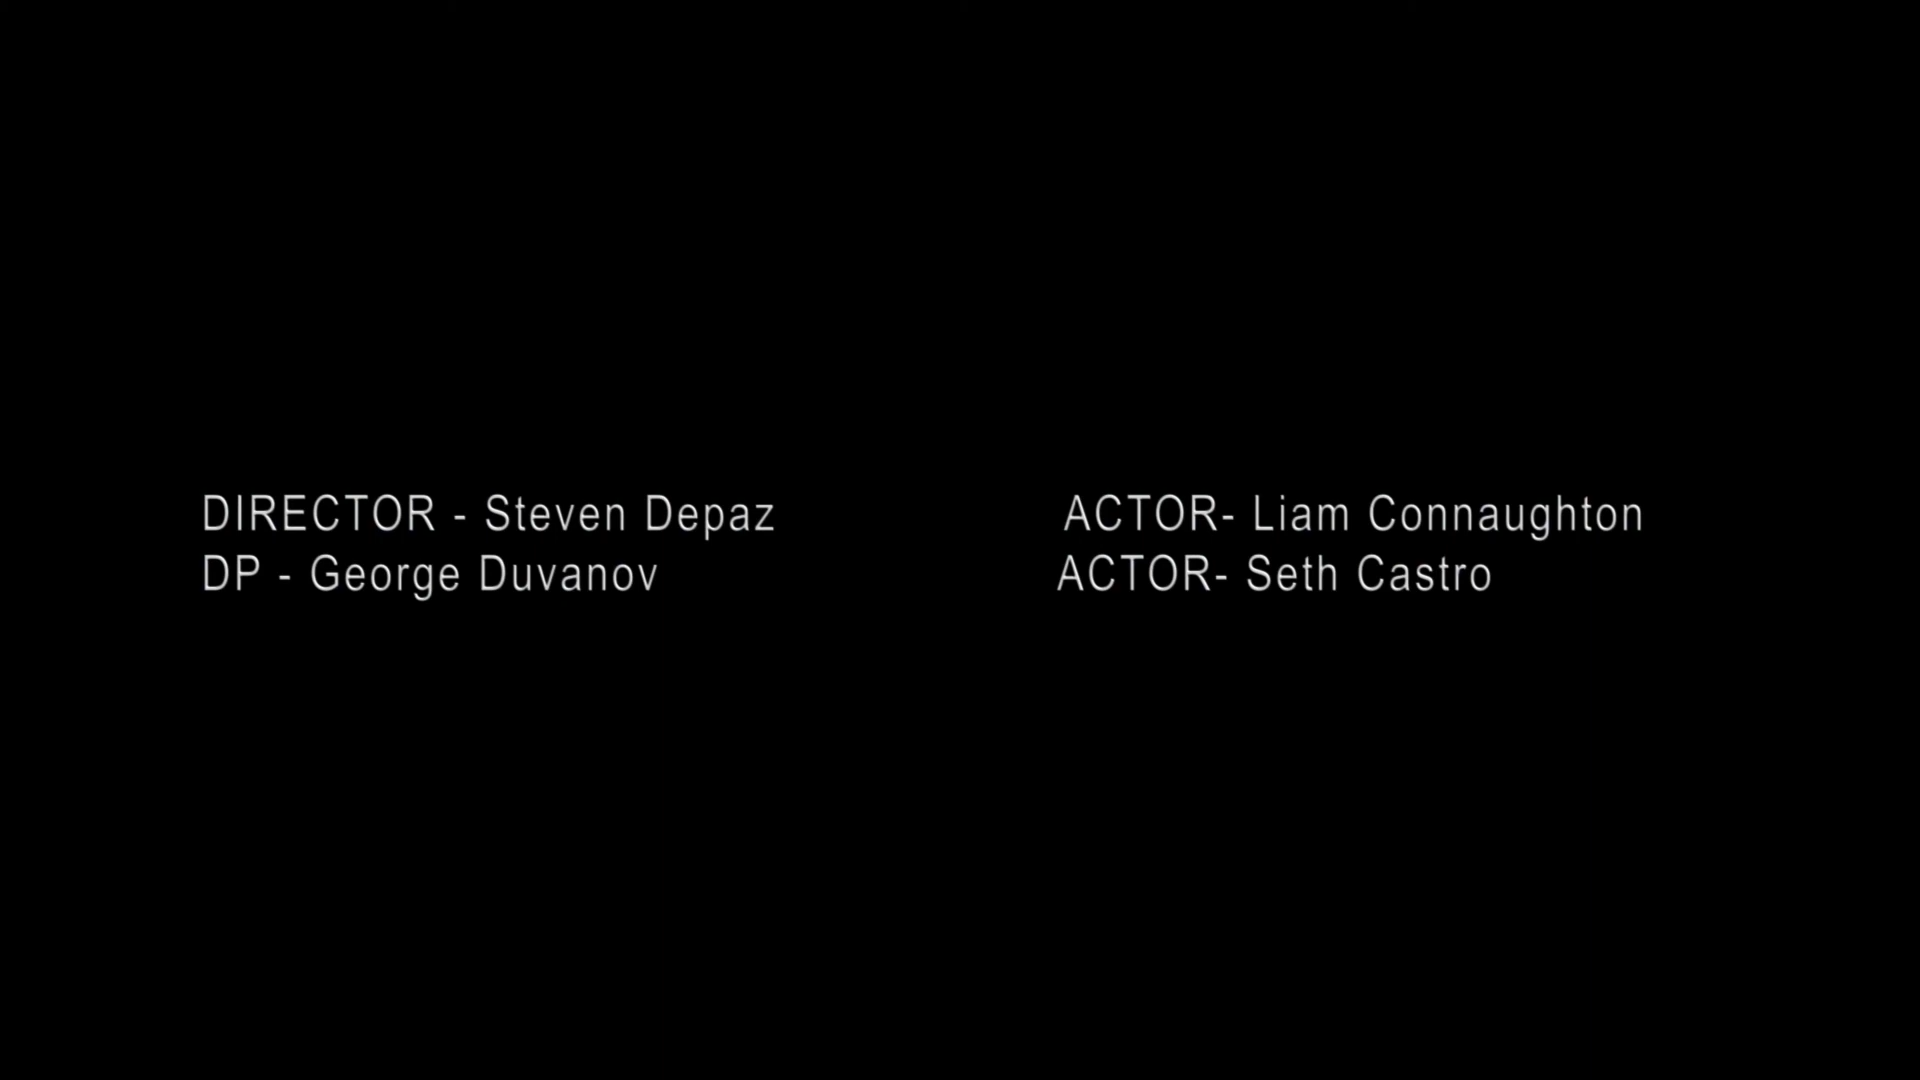 DIRECTOR - Steven Depaz
DP - George Duvanov
ACTOR- Liam Connaughton
ACTOR- Seth Castro